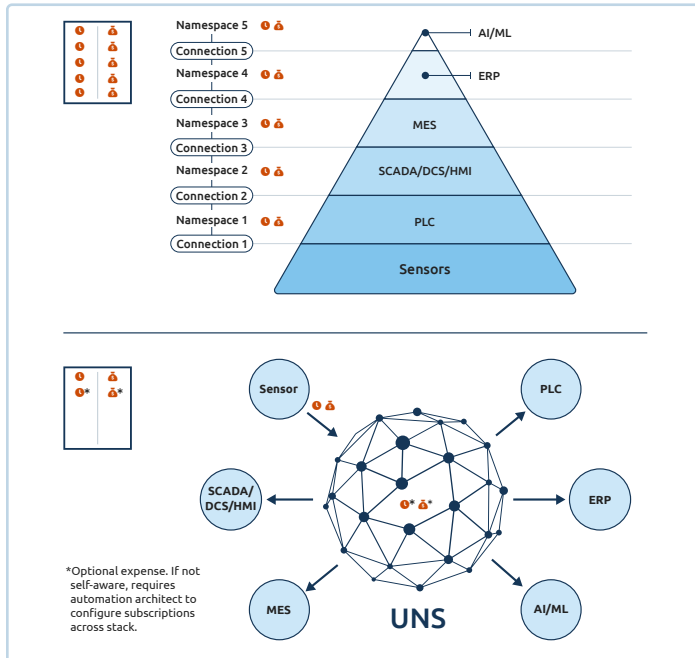 Namespace 5
AI/ML
Connection 5
Namespace 4
ERP
Connection 4
Namespace 3
MES
Connection 3
Namespace 2
SCADA/DCS/HMI
Connection 2
Namespace 1
PLC
Connection 1
Sensors
* *
Sensor
PLC
SCADA/
DCS/HMI
* *
ERP
*Optional expense. If not
self-aware, requires
automation architect to
configure subscriptions
across stack.
MES
UNS
AI/ML